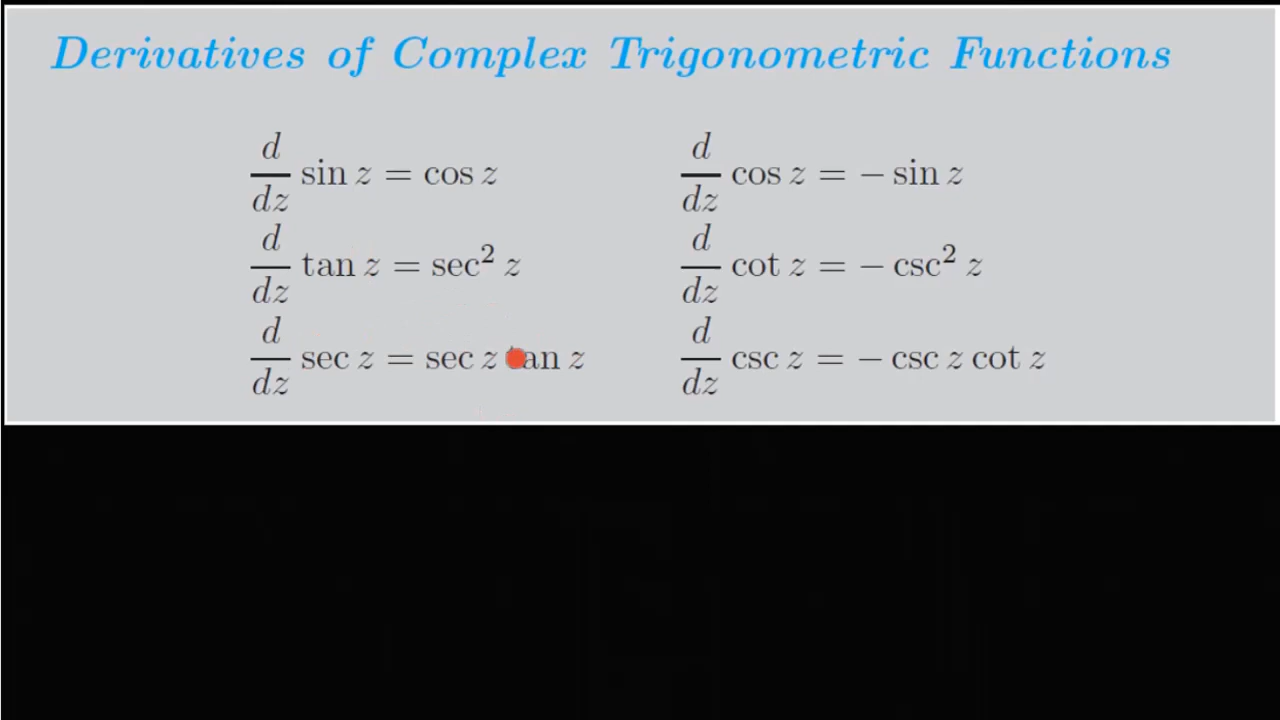 Derivatives of Complex Trigonometric Functions
d/dz sin z = cos z    d/dz cos z = − sin z
d/dz tan z = sec² z    d/dz cot z = − csc² z
d/dz sec z = sec z tan z    d/dz csc z = − csc z cot z